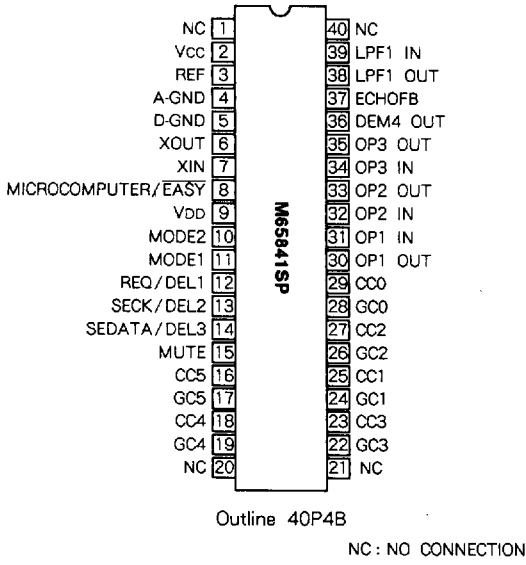 NC 1
VCC 2
REF 3
A-GND 4
D-GND 5
XOUT 6
XIN 7
MICROCOMPUTER/EASY 8
VDD 9
MODE2 10
MODE1 11
REQ/DEL1 12
SECK/DEL2 13
SEDATA/DEL3 14
MUTE 15
CC5 16
GC5 17
CC4 18
GC4 19
NC 20
M65841SP
40 NC
39 LPF1 IN
38 LPF1 OUT
37 ECHOFB
36 DEM4 OUT
35 OP3 OUT
34 OP3 IN
33 OP2 OUT
32 OP2 IN
31 OP1 IN
30 OP1 OUT
29 CC0
28 GC0
27 CC2
26 GC2
25 CC1
24 GC1
23 CC3
22 GC3
21 NC
Outline 40P4B
NC : NO CONNECTION